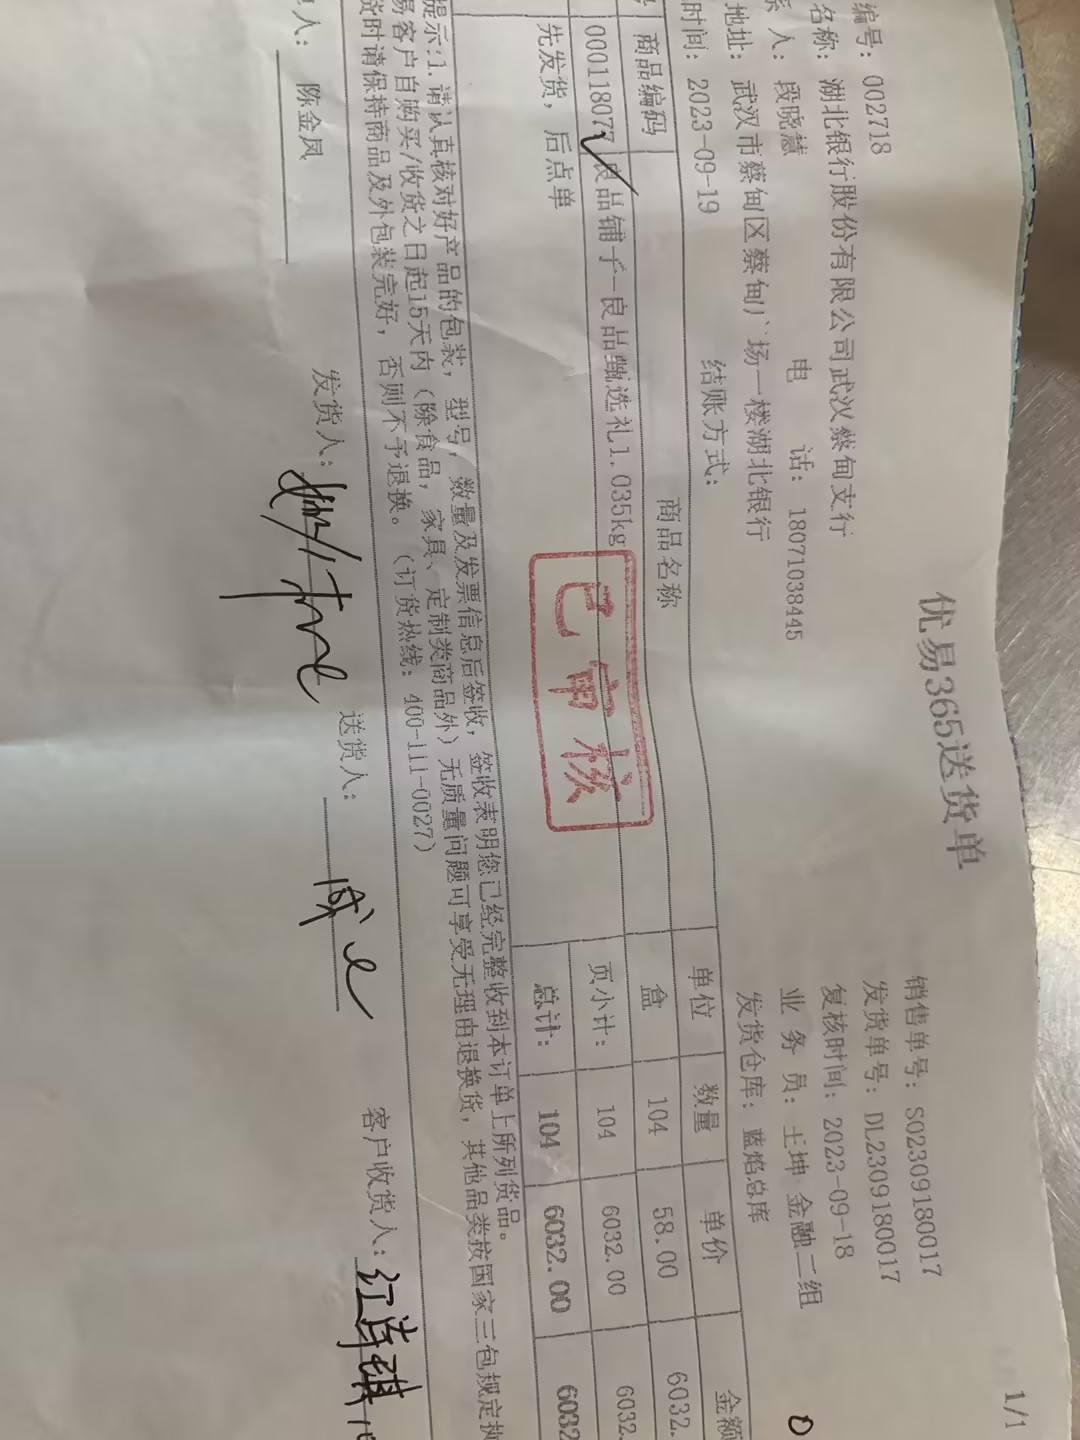 1/1
优易365送货单
编号: 002718
销售单号: SO2309180017
名称: 湖北银行股份有限公司武汉蔡甸支行
发货单号: DL2309180017
人: 段晓慧 电 话: 18071038445
复核时间: 2023-09-18
地址: 武汉市蔡甸区蔡甸广场一楼湖北银行
业 务 员: 王坤 金融二组
时间: 2023-09-19 结账方式:
发货仓库: 蓝焰总库
商品编码 商品名称 单位 数量 单价 金额
000118077 良品铺子-良品甄选礼1.035kg 盒 104 58.00 6032.
先发货, 后点单 页小计: 104 6032.00 6032.
总计: 104 6032.00 6032
已审核
提示:1.请认真核对好产品的包装, 型号, 数量及发票信息后签收, 签收表明您已经完整收到本订单上所列货品。
易客户自购买/收货之日起15天内 (除食品, 家具、定制类商品外) 无质量问题可享受无理由退换货, 其他品类按国家三包规定执
货时请保持商品及外包装完好, 否则不予退换。 (订货热线: 400-111-0027)
人: 陈金凤 发货人: 送货人: 客户收货人: